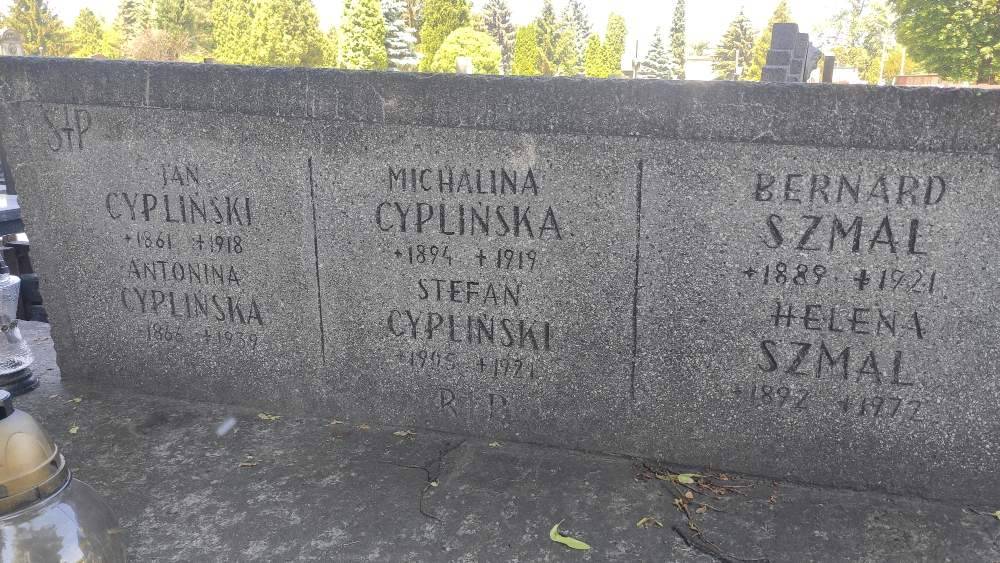 Ś†P
JAN
CYPLIŃSKI
*1861 †1918
ANTONINA
CYPLIŃSKA
*1866 †1939
MICHALINA
CYPLIŃSKA
*1894 †1919
STEFAN
CYPLIŃSKI
*1905 †1921
R P
BERNARD
SZMAL
*1889 †1921
HELENA
SZMAL
*1892 †1972